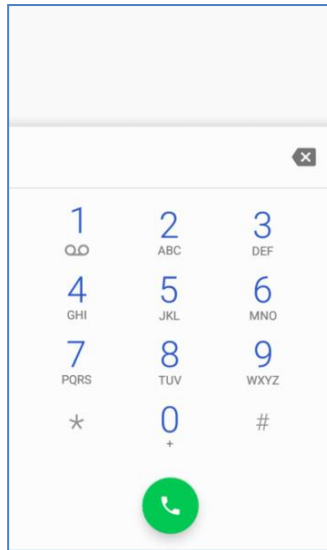 1 2 3
ABC DEF
4 5 6
GHI JKL MNO
7 8 9
PQRS TUV WXYZ
* 0 #
+